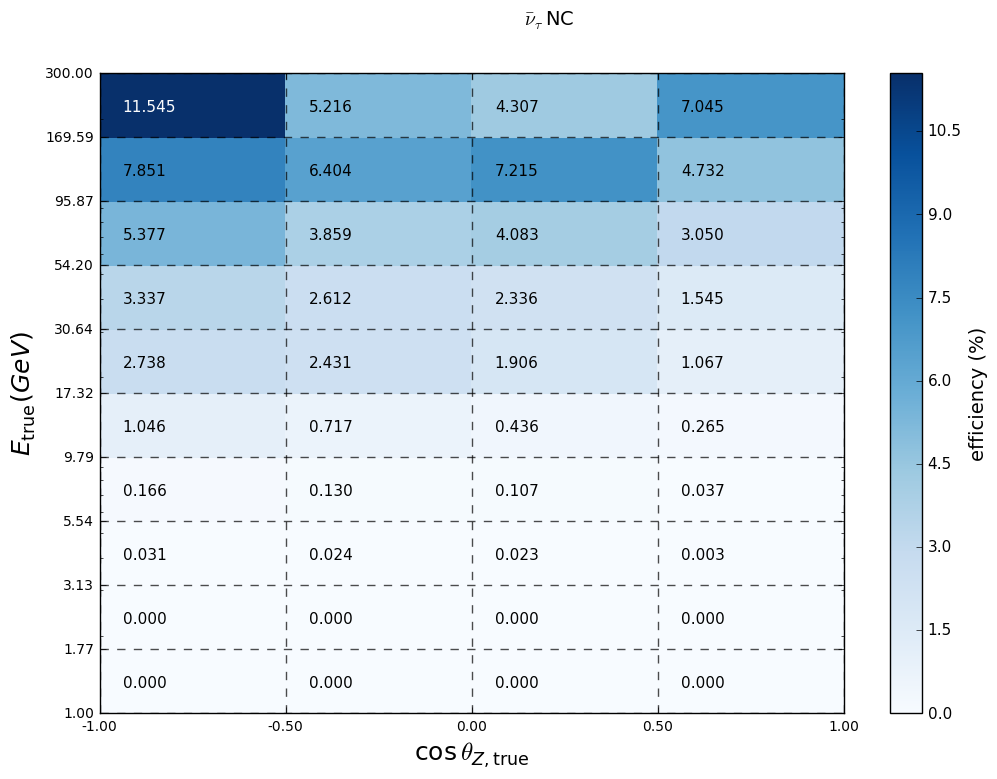 ν̄_τ NC
300.00
11.545 5.216 4.307 7.045
169.59
7.851 6.404 7.215 4.732
95.87
5.377 3.859 4.083 3.050
54.20
3.337 2.612 2.336 1.545
30.64
2.738 2.431 1.906 1.067
17.32
1.046 0.717 0.436 0.265
9.79
0.166 0.130 0.107 0.037
5.54
0.031 0.024 0.023 0.003
3.13
0.000 0.000 0.000 0.000
1.77
0.000 0.000 0.000 0.000
1.00
-1.00 -0.50 0.00 0.50 1.00
E_true (GeV)
cos θ_Z, true
10.5
9.0
7.5
6.0
4.5
3.0
1.5
0.0
efficiency (%)